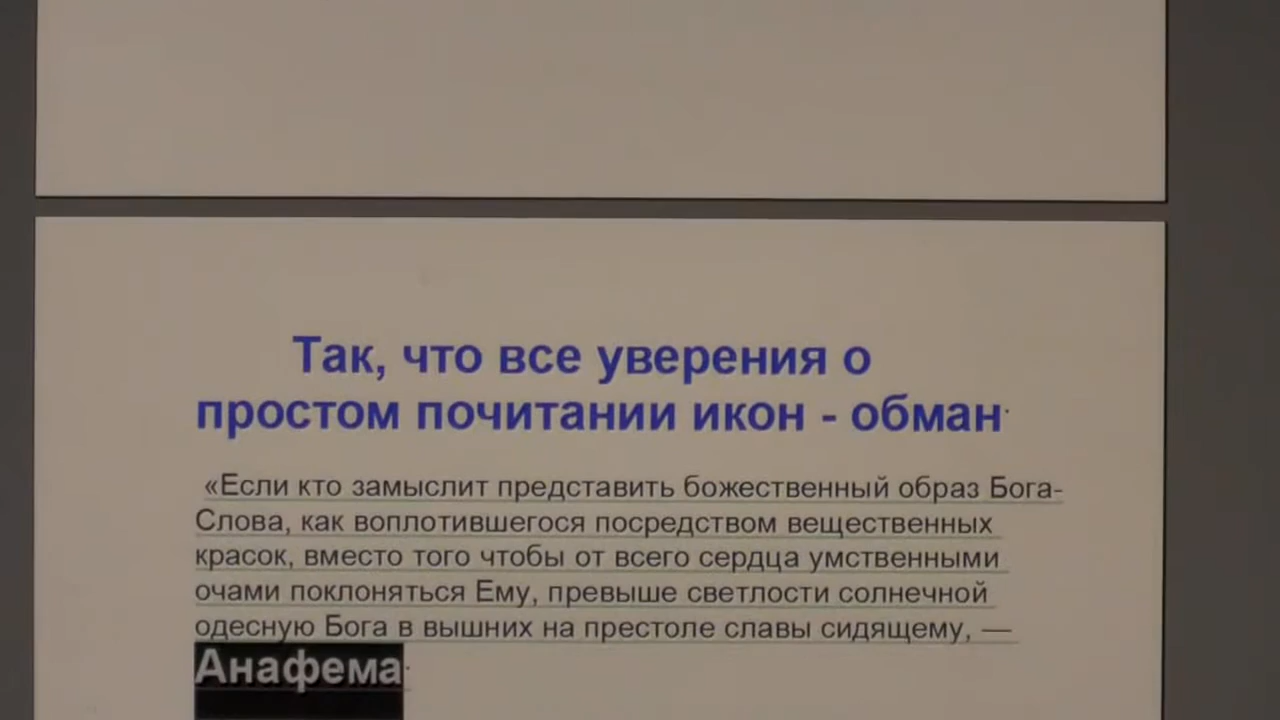 Так, что все уверения о
простом почитании икон - обман
«Если кто замыслит представить божественный образ Бога-
Слова, как воплотившегося посредством вещественных
красок, вместо того чтобы от всего сердца умственными
очами поклоняться Ему, превыше светлости солнечной
одесную Бога в вышних на престоле славы сидящему, —
Анафема